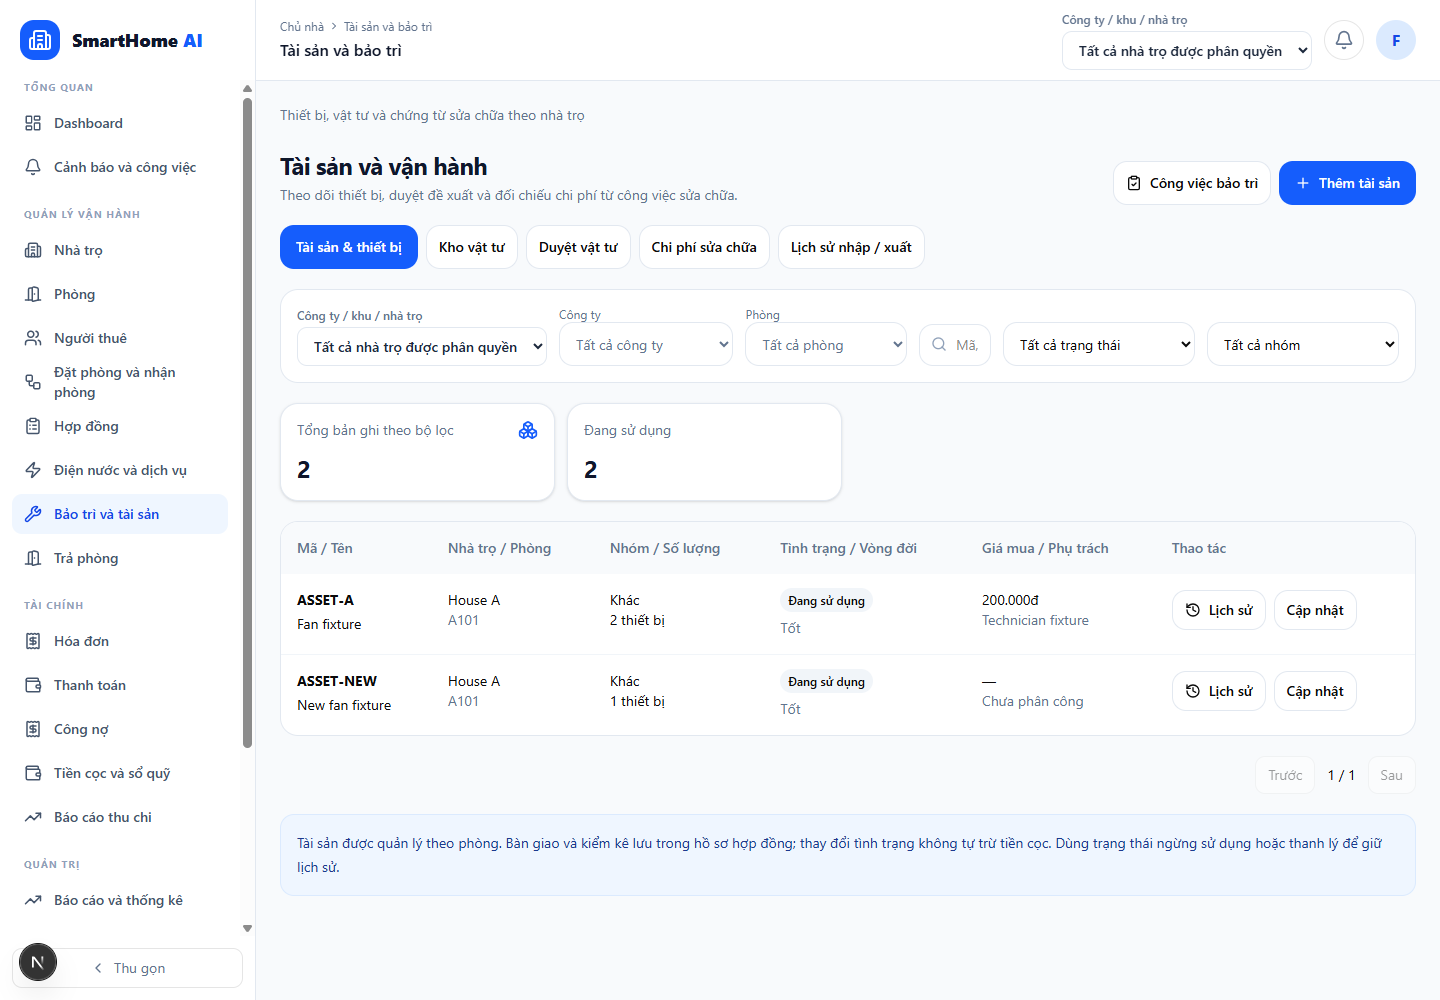 SmartHome AI
TỔNG QUAN
Dashboard
Cảnh báo và công việc
QUẢN LÝ VẬN HÀNH
Nhà trọ
Phòng
Người thuê
Đặt phòng và nhận
phòng
Hợp đồng
Điện nước và dịch vụ
Bảo trì và tài sản
Trả phòng
TÀI CHÍNH
Hóa đơn
Thanh toán
Công nợ
Tiền cọc và sổ quỹ
Báo cáo thu chi
QUẢN TRỊ
Báo cáo và thống kê
N
Thu gọn
Chủ nhà > Tài sản và bảo trì
Tài sản và bảo trì
Công ty / khu / nhà trọ
Tất cả nhà trọ được phân quyền
F
Thiết bị, vật tư và chứng từ sửa chữa theo nhà trọ
Tài sản và vận hành
Theo dõi thiết bị, duyệt đề xuất và đối chiếu chi phí từ công việc sửa chữa.
Công việc bảo trì
Thêm tài sản
Tài sản & thiết bị
Kho vật tư
Duyệt vật tư
Chi phí sửa chữa
Lịch sử nhập / xuất
Công ty / khu / nhà trọ
Tất cả nhà trọ được phân quyền
Công ty
Tất cả công ty
Phòng
Tất cả phòng
Mã,
Tất cả trạng thái
Tất cả nhóm
Tổng bản ghi theo bộ lọc
2
Đang sử dụng
2
Mã / Tên Nhà trọ / Phòng Nhóm / Số lượng Tình trạng / Vòng đời Giá mua / Phụ trách Thao tác
ASSET-A House A Khác Đang sử dụng 200.000đ Lịch sử Cập nhật
Fan fixture A101 2 thiết bị Tốt Technician fixture
ASSET-NEW House A Khác Đang sử dụng — Lịch sử Cập nhật
New fan fixture A101 1 thiết bị Tốt Chưa phân công
Trước 1 / 1 Sau
Tài sản được quản lý theo phòng. Bàn giao và kiểm kê lưu trong hồ sơ hợp đồng; thay đổi tình trạng không tự trừ tiền cọc. Dùng trạng thái ngừng sử dụng hoặc thanh lý để giữ
lịch sử.